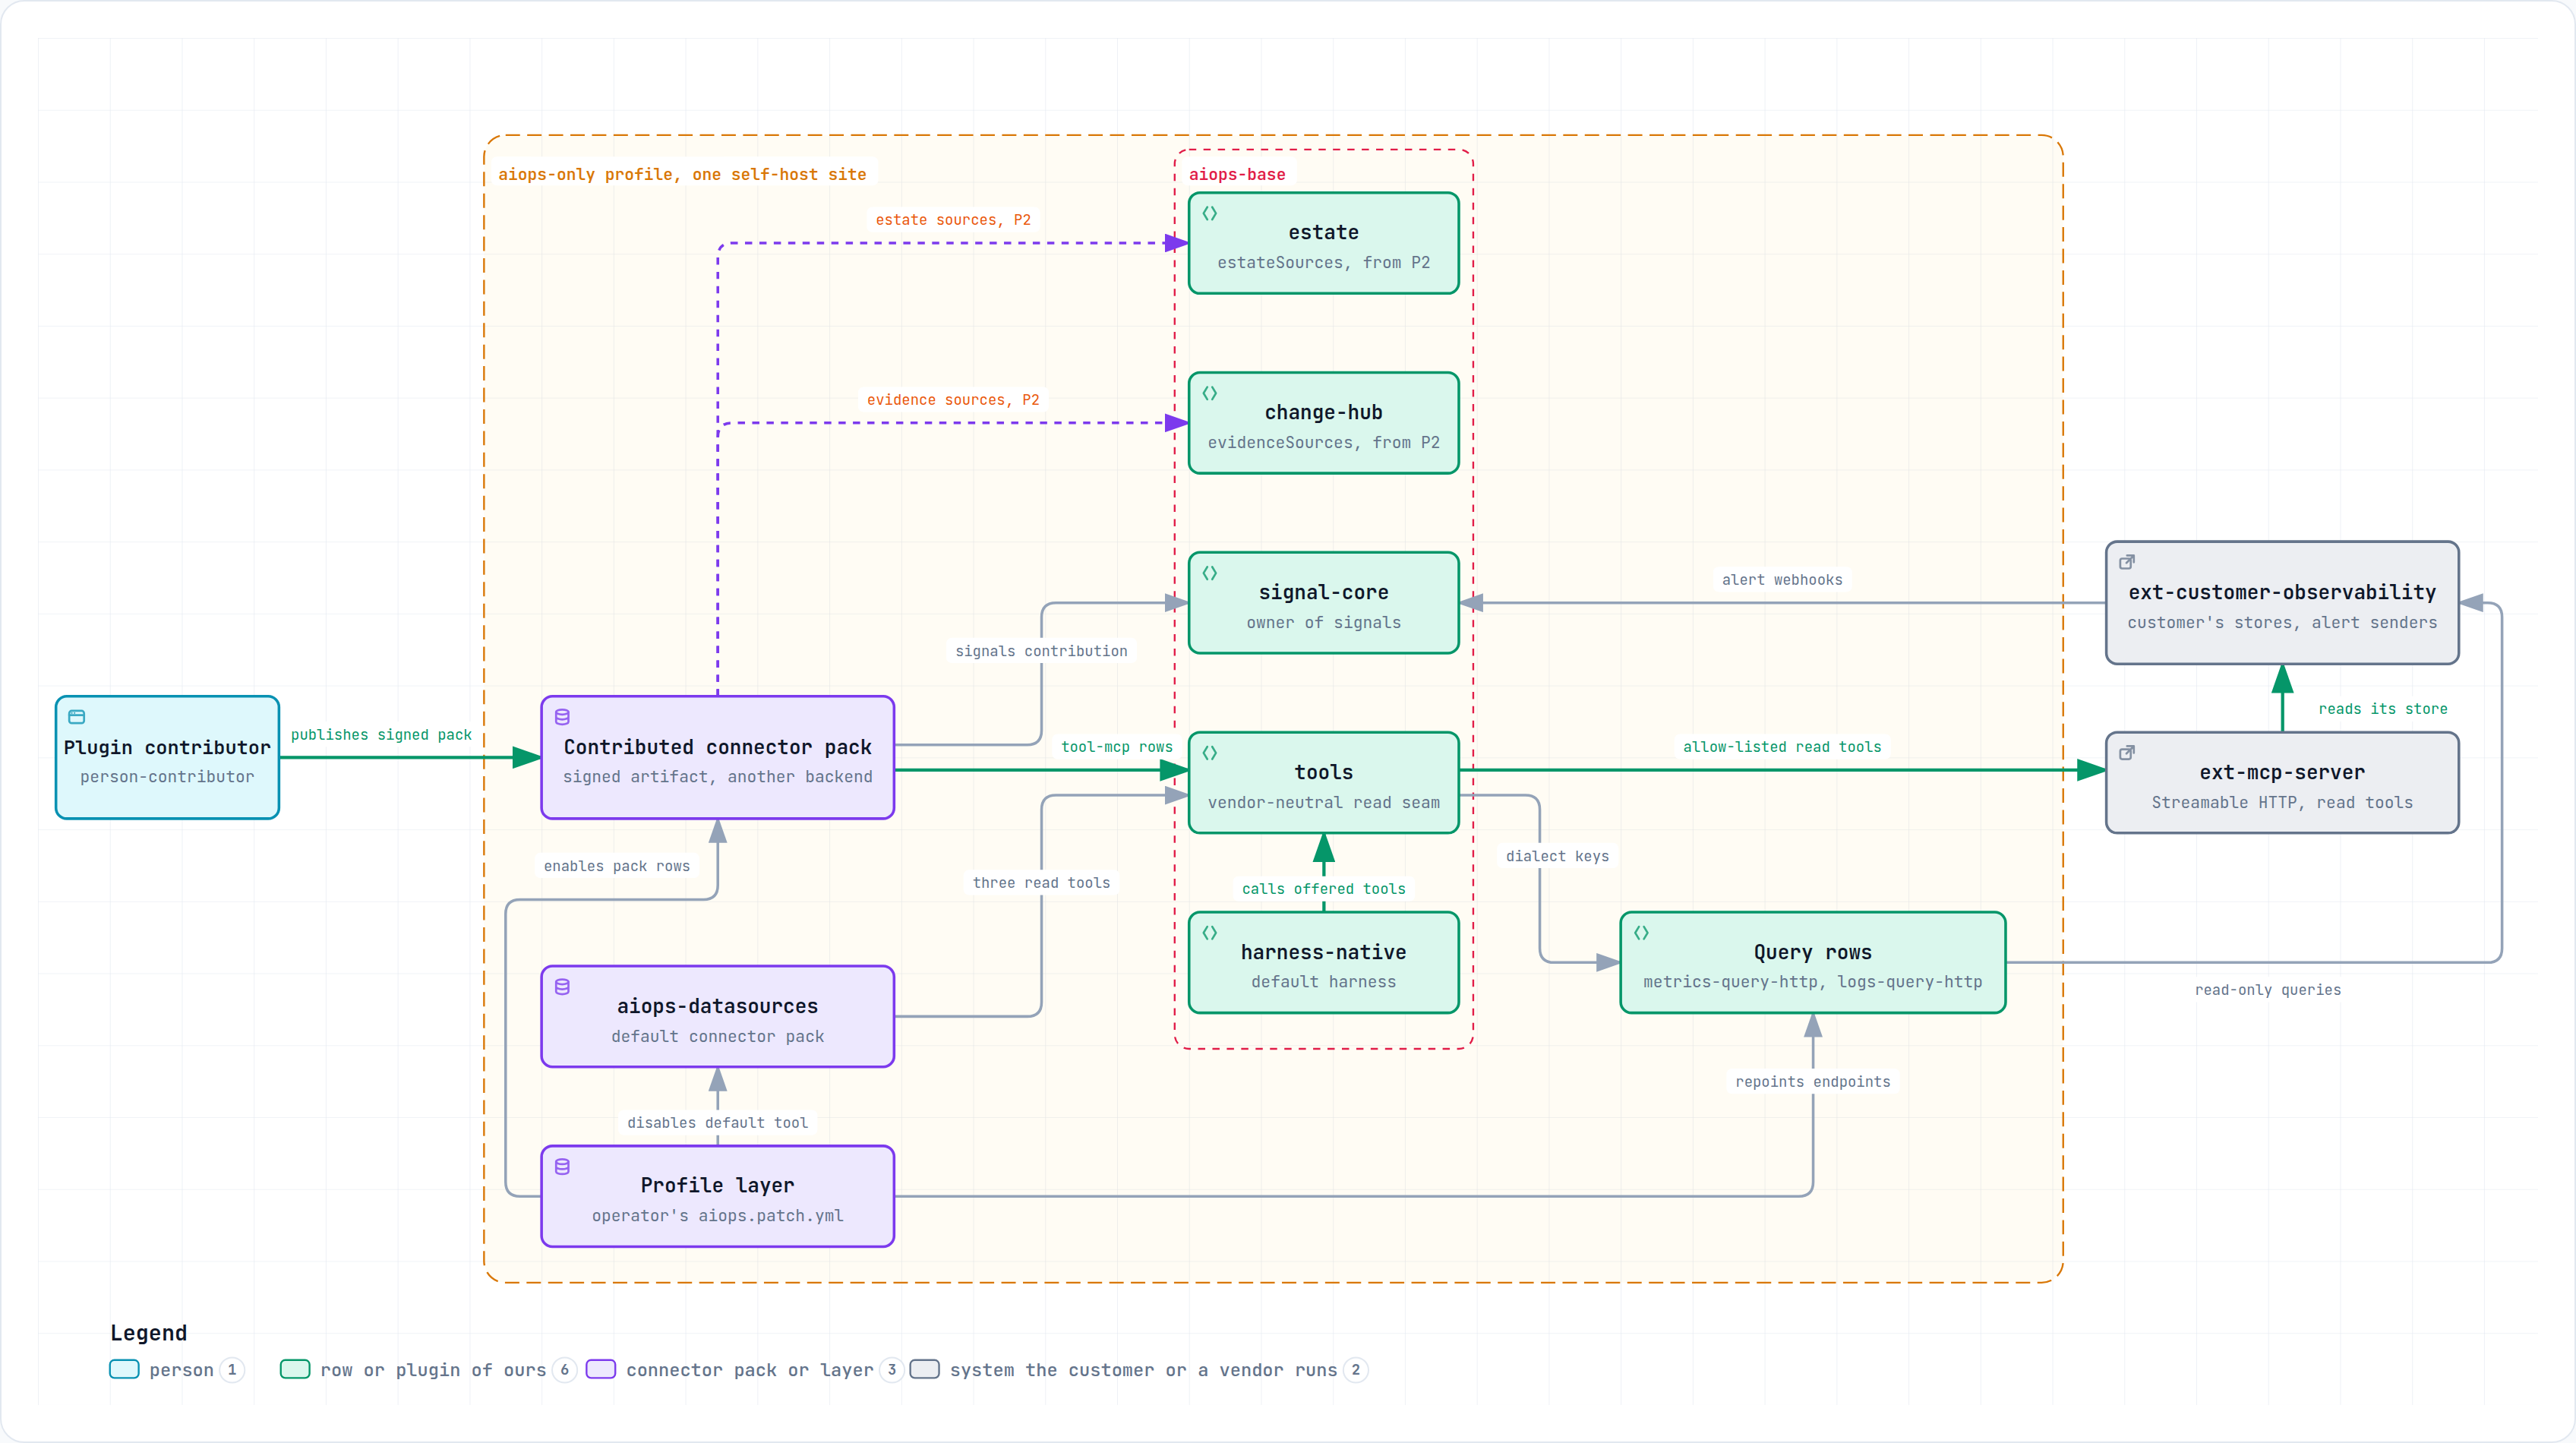 aiops-only profile, one self-host site
aiops-base
estate sources, P2
estate
estateSources, from P2
evidence sources, P2
change-hub
evidenceSources, from P2
signal-core
owner of signals
alert webhooks
ext-customer-observability
customer's stores, alert senders
signals contribution
reads its store
Plugin contributor
person-contributor
publishes signed pack
Contributed connector pack
signed artifact, another backend
tool-mcp rows
tools
vendor-neutral read seam
allow-listed read tools
ext-mcp-server
Streamable HTTP, read tools
enables pack rows
three read tools
calls offered tools
dialect keys
harness-native
default harness
Query rows
metrics-query-http, logs-query-http
read-only queries
aiops-datasources
default connector pack
repoints endpoints
disables default tool
Profile layer
operator's aiops.patch.yml
Legend
person 1
row or plugin of ours 6
connector pack or layer 3
system the customer or a vendor runs 2